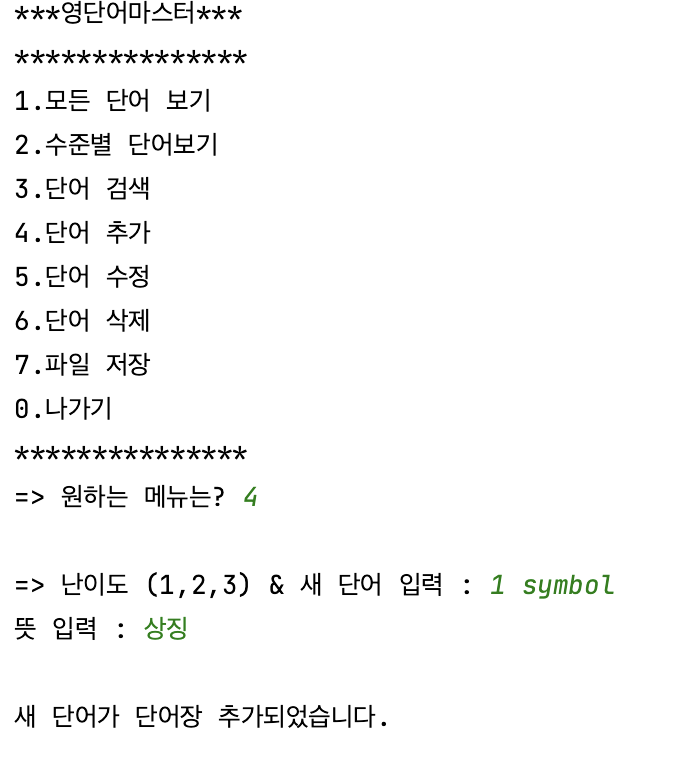 ***영단어마스터***
***************
1.모든 단어 보기
2.수준별 단어보기
3.단어 검색
4.단어 추가
5.단어 수정
6.단어 삭제
7.파일 저장
0.나가기
***************
=> 원하는 메뉴는? 4
=> 난이도 (1,2,3) & 새 단어 입력 : 1 symbol
뜻 입력 : 상징
새 단어가 단어장 추가되었습니다.